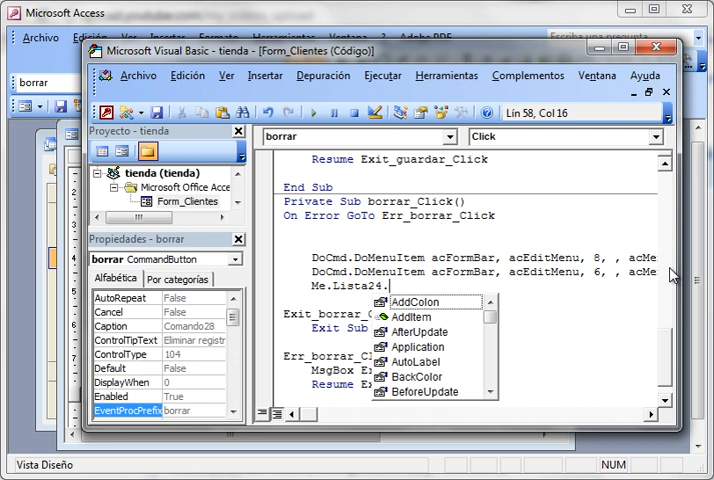 Microsoft Access
Archivo
borrar
Microsoft Visual Basic - tienda - [Form_Clientes (Código)]
Archivo Edición Ver Insertar Depuración Ejecutar Herramientas Complementos Ventana Ayuda
Lín 58, Col 16
Proyecto - tienda
tienda (tienda)
Microsoft Office Acce
Form_Clientes
Propiedades - borrar
borrar CommandButton
Alfabética Por categorías
AutoRepeat False
Cancel False
Caption Comando28
ControlTipText Eliminar registr
ControlType 104
Default False
DisplayWhen 0
Enabled True
EventProcPrefix borrar
borrar Click
Resume Exit_guardar_Click
End Sub
Private Sub borrar_Click()
On Error GoTo Err_borrar_Click
DoCmd.DoMenuItem acFormBar, acEditMenu, 8, , acMe
DoCmd.DoMenuItem acFormBar, acEditMenu, 6, , acMe
Me.Lista24.
AddColon
AddItem
AfterUpdate
Application
AutoLabel
BackColor
BeforeUpdate
Exit_borrar_C
Exit Sub
Err_borrar_Cl
MsgBox E
Resume E
Vista Diseño NUM